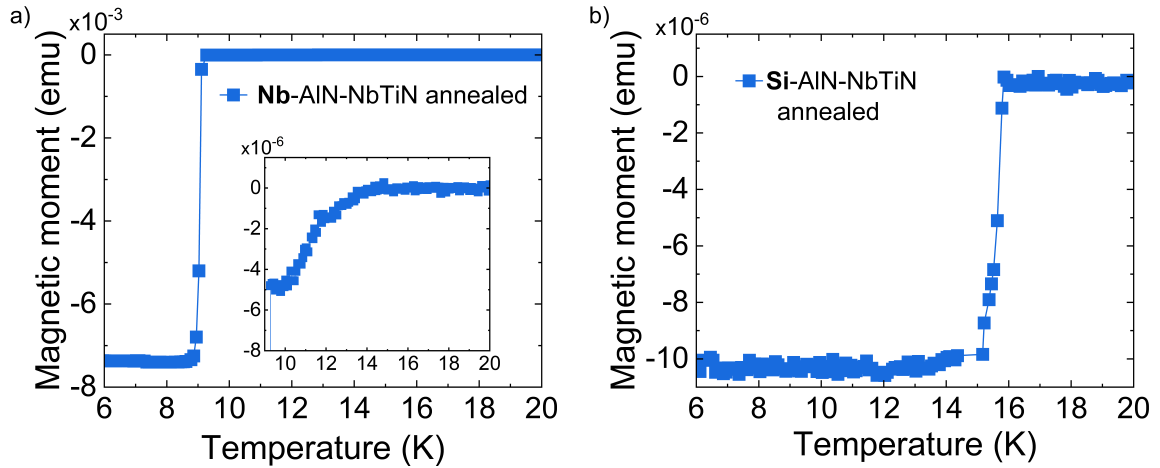 a)
×10⁻³
0
-2
-4
-6
-8
Magnetic moment (emu)
Nb-AlN-NbTiN annealed
×10⁻⁶
0
-2
-4
-6
-8
10 12 14 16 18 20
6 8 10 12 14 16 18 20
Temperature (K)
b)
×10⁻⁶
0
-2
-4
-6
-8
-10
Magnetic moment (emu)
Si-AlN-NbTiN
annealed
6 8 10 12 14 16 18 20
Temperature (K)